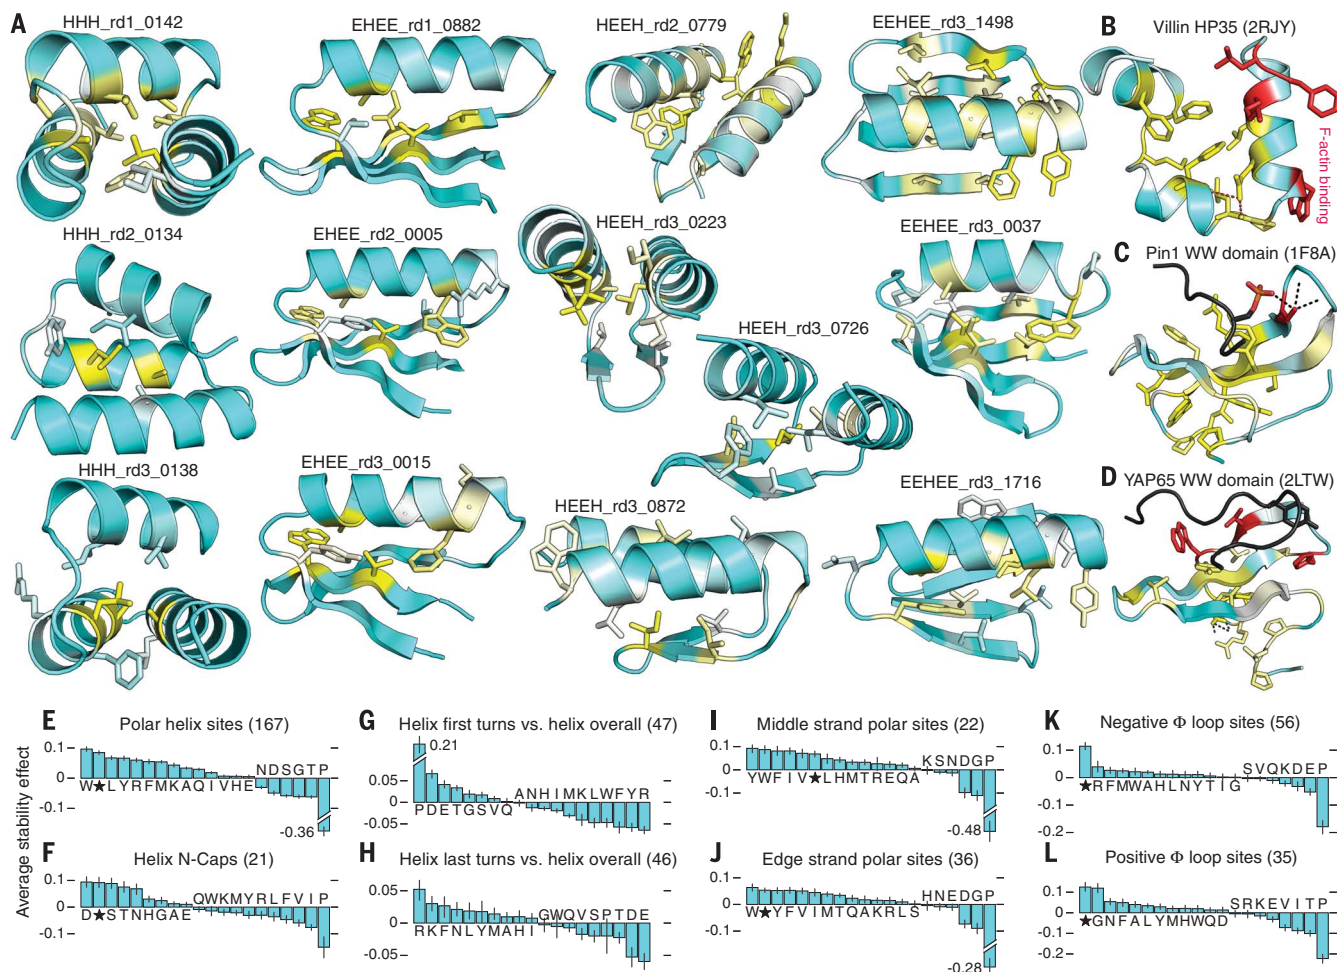 A
HHH_rd1_0142
EHEE_rd1_0882
HEEH_rd2_0779
EEHEE_rd3_1498
B
Villin HP35 (2RJY)
F-actin binding
HHH_rd2_0134
EHEE_rd2_0005
HEEH_rd3_0223
EEHEE_rd3_0037
C
Pin1 WW domain (1F8A)
HEEH_rd3_0726
HHH_rd3_0138
EHEE_rd3_0015
HEEH_rd3_0872
EEHEE_rd3_1716
D
YAP65 WW domain (2LTW)
Average stability effect
E
Polar helix sites (167)
0.1
0
-0.1
NDSGTP
W★LYRFMKAQIVHE
-0.36
F
Helix N-Caps (21)
0.1
0
-0.1
QWKMYRLFVIP
D★STNHGAE
G
Helix first turns vs. helix overall (47)
0.21
0.05
0
-0.05
ANHIMKLWFYR
PDETGSVQ
H
Helix last turns vs. helix overall (46)
0.05
0
-0.05
GWQVSPTDE
RKFNLYMAHI
I
Middle strand polar sites (22)
0.1
0
-0.1
KSNDGP
YWFIV★LHMTREQA
-0.48
J
Edge strand polar sites (36)
0.1
0
-0.1
HNEDGP
W★YFVIMTQAKRLS
-0.28
K
Negative Φ loop sites (56)
0.1
0
-0.1
-0.2
SVQKDEP
★RFMWAHLNYTIG
L
Positive Φ loop sites (35)
0.1
0
-0.1
-0.2
SRKEVITP
★GNFALYMHWQD